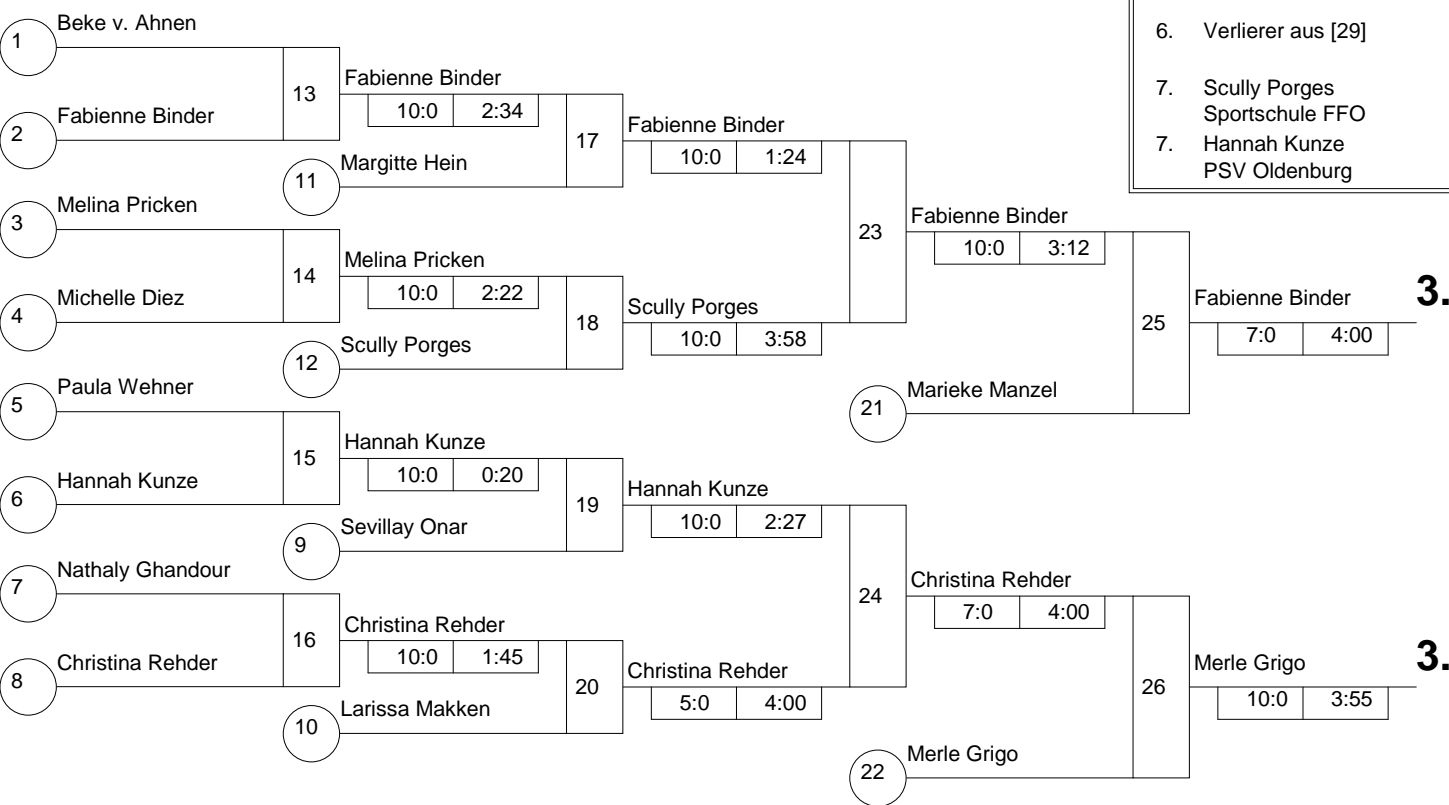 6. Verlierer aus [29]
7. Scully Porges
Sportschule FFO
7. Hannah Kunze
PSV Oldenburg
1 Beke v. Ahnen
2 Fabienne Binder
13
Fabienne Binder
10:0 2:34
11 Margitte Hein
17
Fabienne Binder
10:0 1:24
3 Melina Pricken
4 Michelle Diez
14
Melina Pricken
10:0 2:22
12 Scully Porges
18
Scully Porges
10:0 3:58
23
Fabienne Binder
10:0 3:12
21 Marieke Manzel
25
Fabienne Binder 3.
7:0 4:00
5 Paula Wehner
6 Hannah Kunze
15
Hannah Kunze
10:0 0:20
9 Sevillay Onar
19
Hannah Kunze
10:0 2:27
7 Nathaly Ghandour
8 Christina Rehder
16
Christina Rehder
10:0 1:45
10 Larissa Makken
20
Christina Rehder
5:0 4:00
24
Christina Rehder
7:0 4:00
22 Merle Grigo
26
Merle Grigo 3.
10:0 3:55